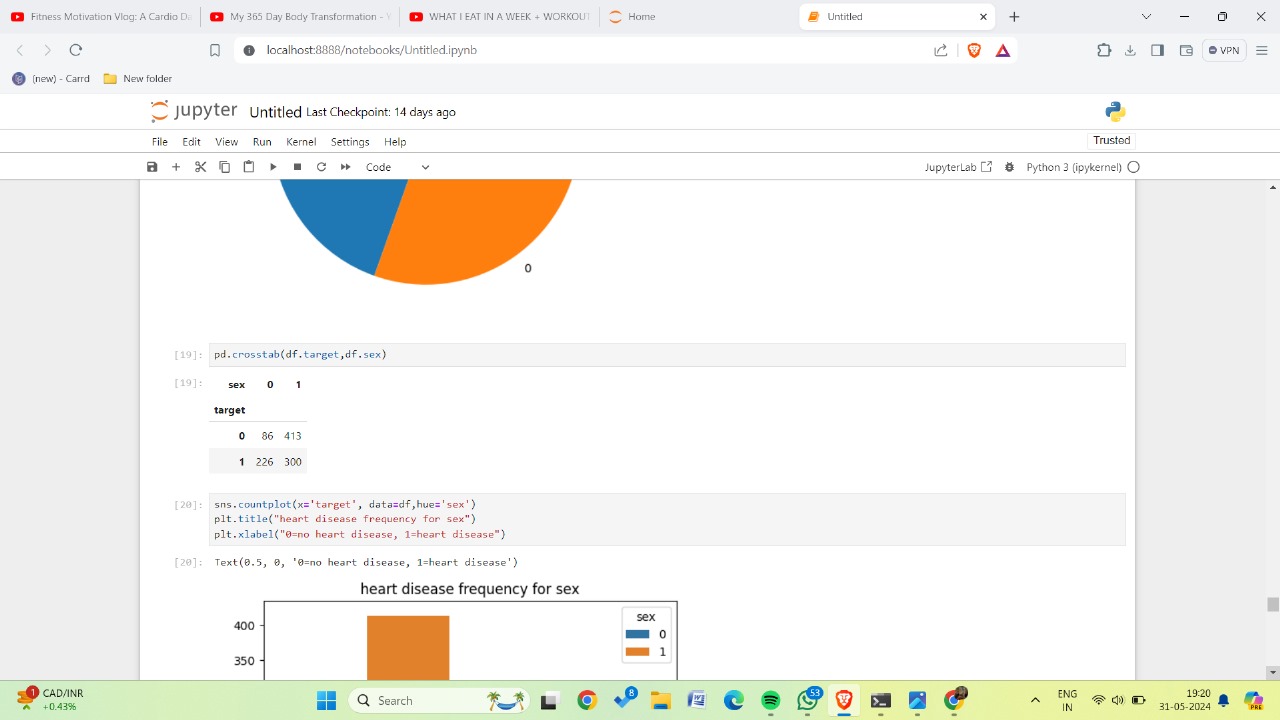 Fitness Motivation Vlog: A Cardio Da
My 365 Day Body Transformation - Y
WHAT I EAT IN A WEEK + WORKOUT
Home
Untitled
localhost:8888/notebooks/Untitled.ipynb
VPN
(new) - Carrd
New folder
jupyter Untitled Last Checkpoint: 14 days ago
File Edit View Run Kernel Settings Help
Trusted
Code
JupyterLab
Python 3 (ipykernel)
0
[19]: pd.crosstab(df.target,df.sex)
[19]: sex 0 1
target
0 86 413
1 226 300
[20]: sns.countplot(x='target', data=df,hue='sex')
plt.title("heart disease frequency for sex")
plt.xlabel("0=no heart disease, 1=heart disease")
[20]: Text(0.5, 0, '0=no heart disease, 1=heart disease')
heart disease frequency for sex
sex
400
0
1
350
1
CAD/INR
+0.43%
Search
8
53
ENG
IN
19:20
31-05-2024
PRE